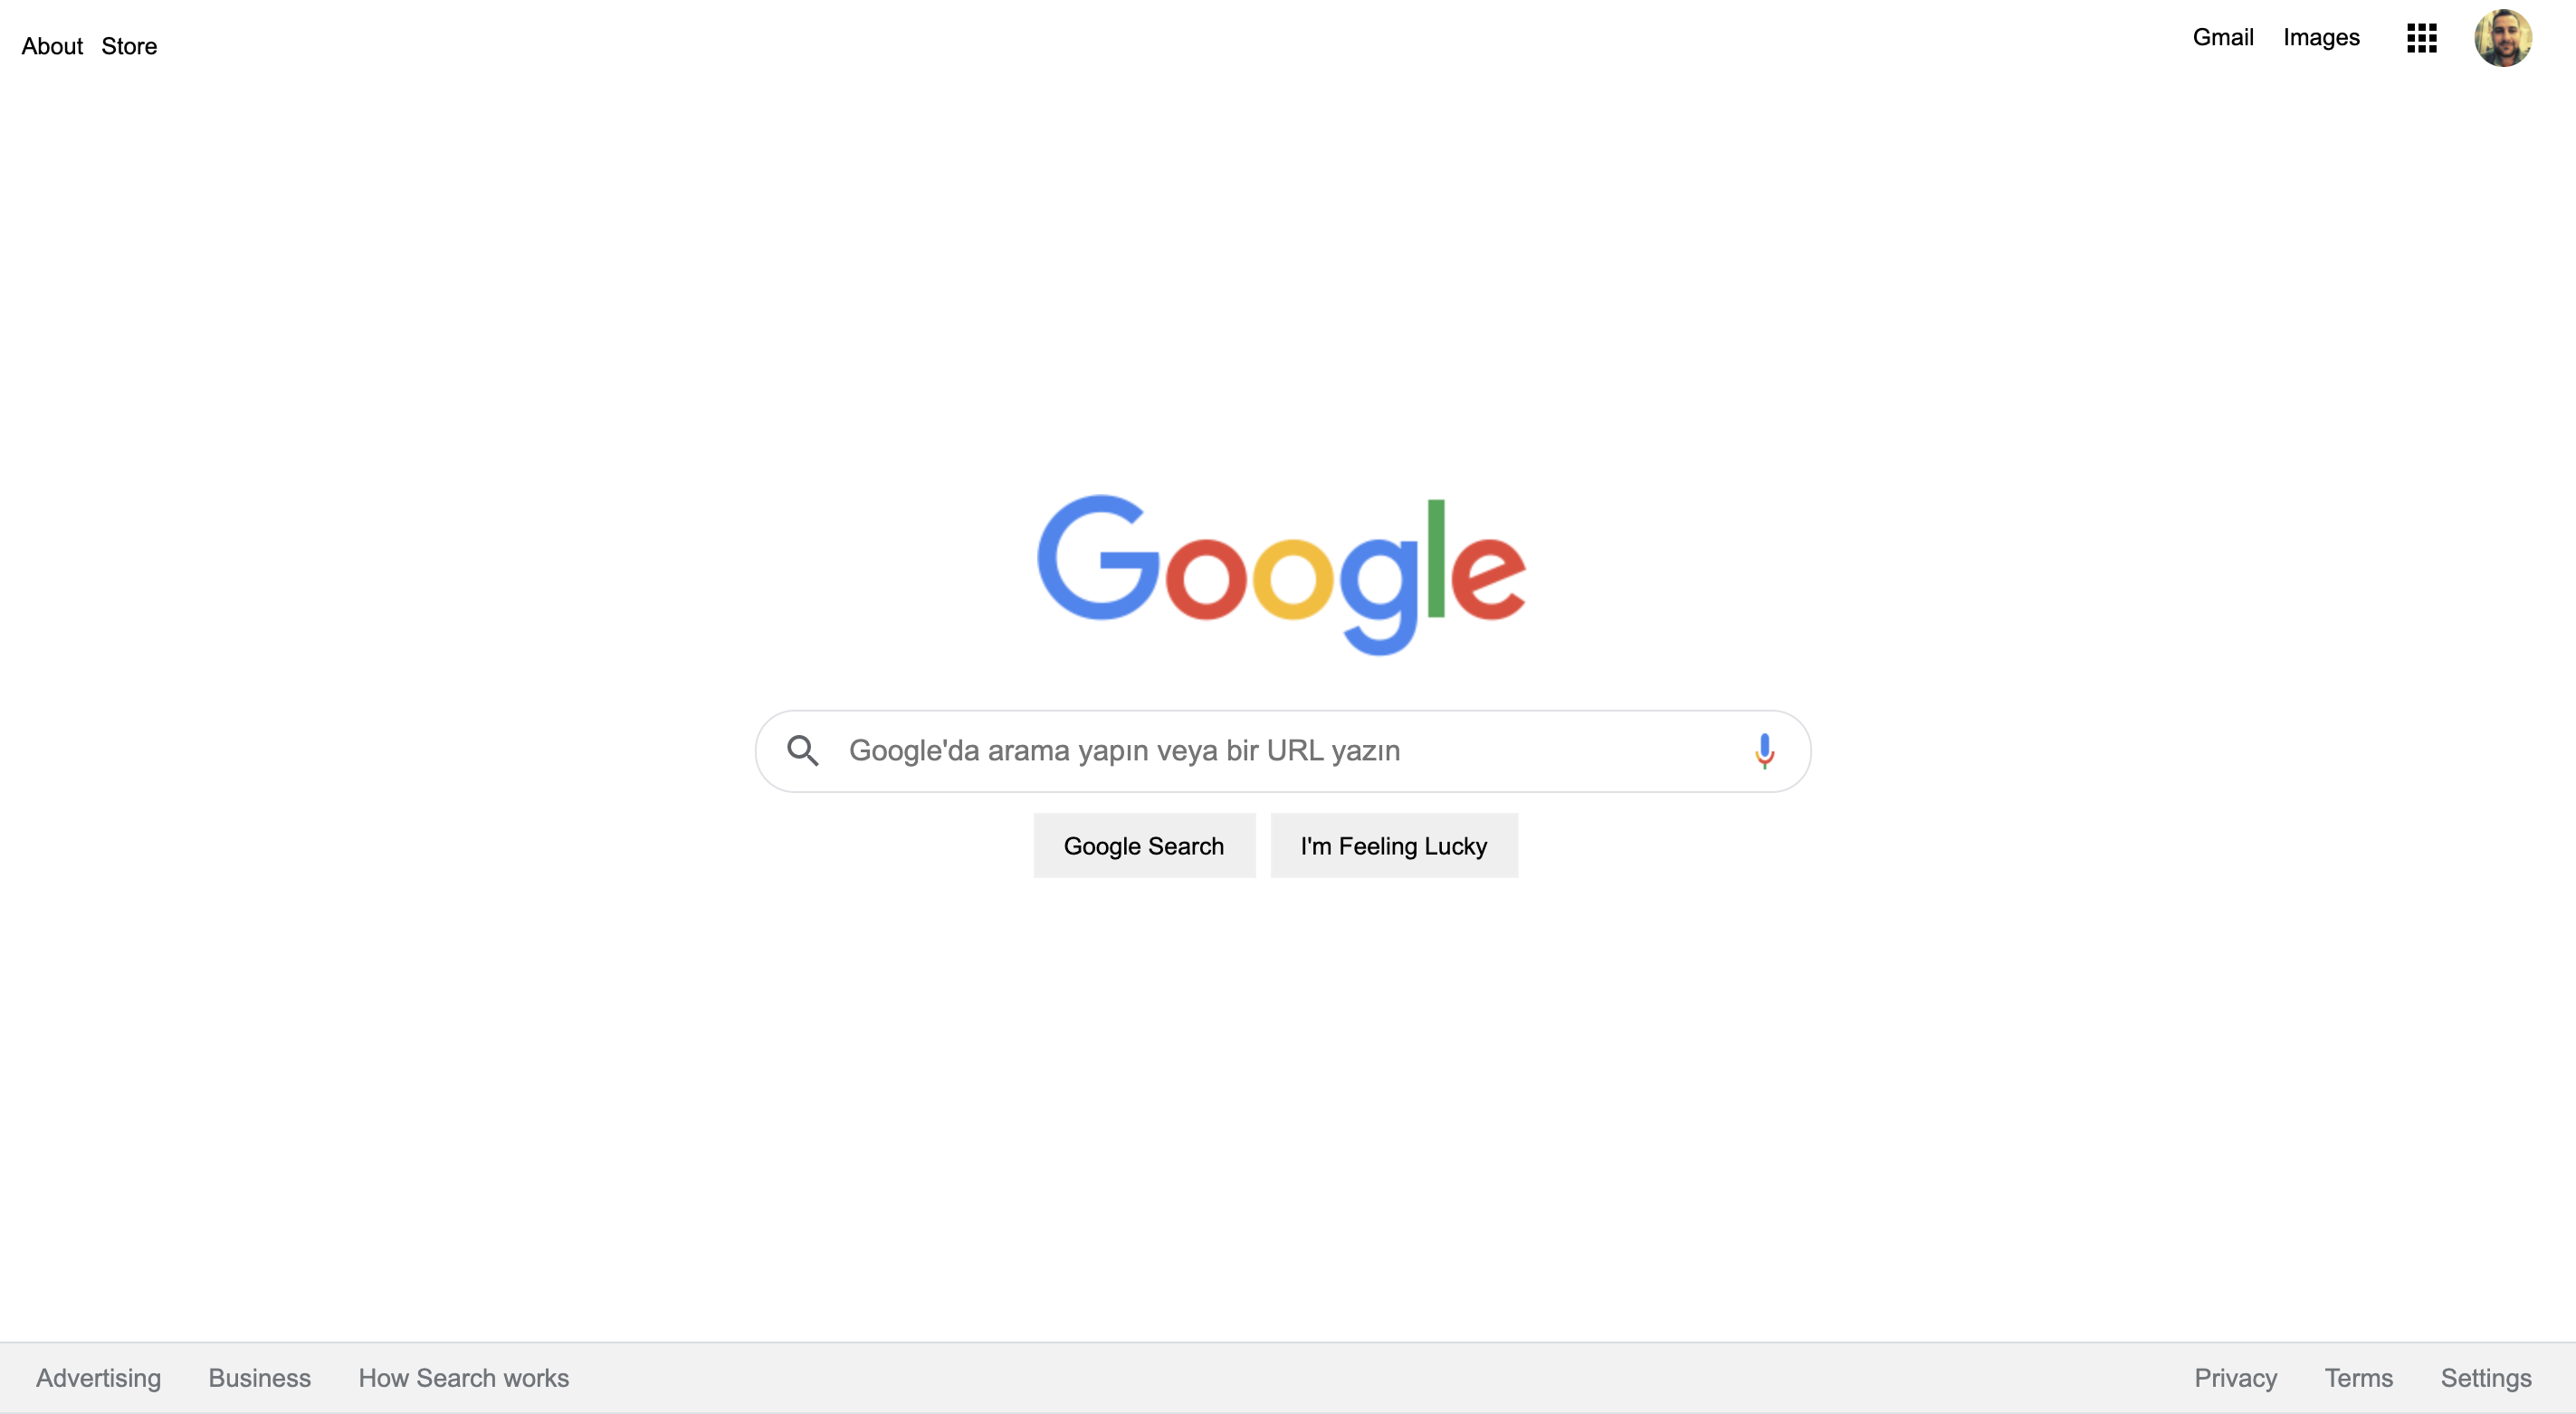 About Store Gmail Images
Google
Google'da arama yapın veya bir URL yazın
Google Search I'm Feeling Lucky
Advertising Business How Search works Privacy Terms Settings